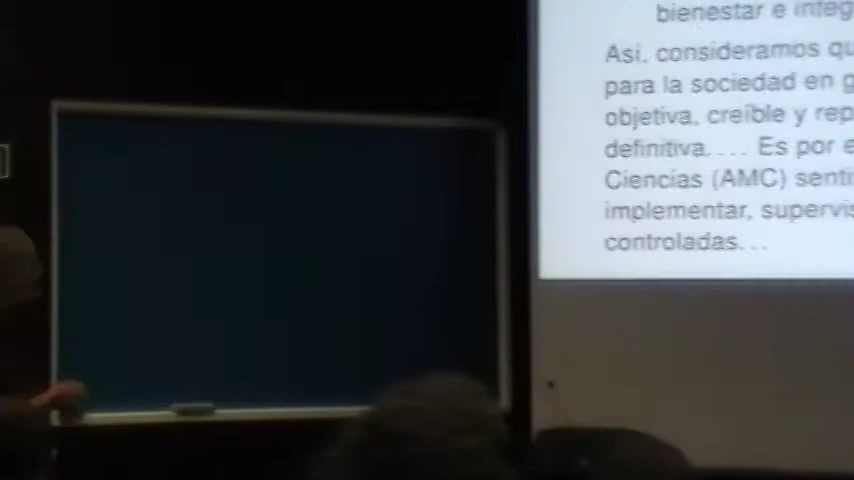 bienestar e integ
Así, consideramos qu
para la sociedad en g
objetiva, creíble y rep
definitiva. ... Es por e
Ciencias (AMC) senti
implementar, supervis
controladas...